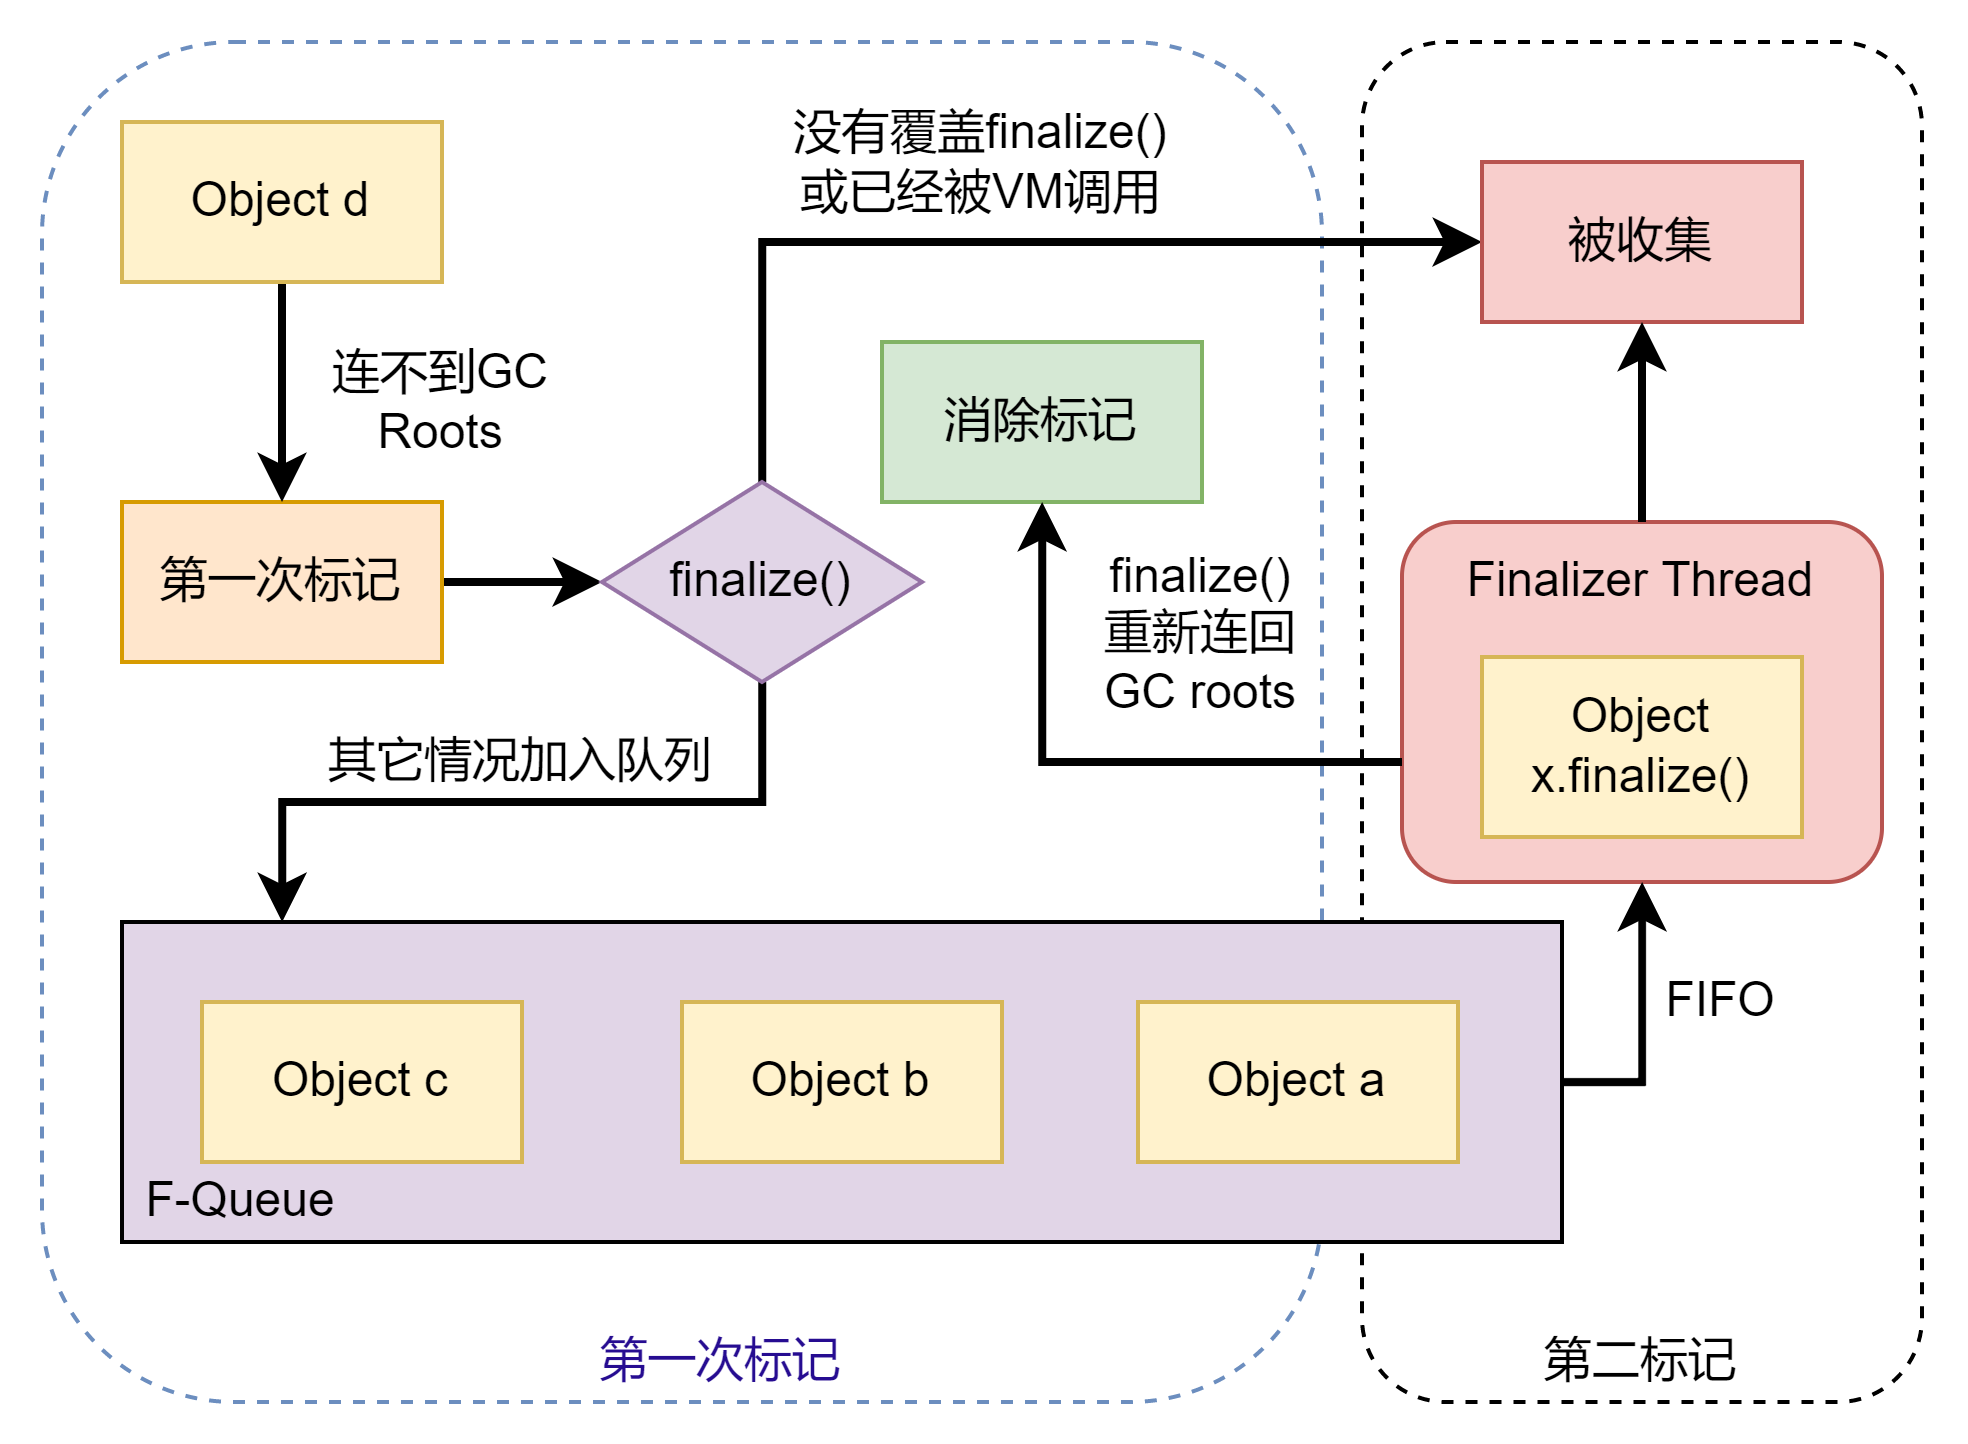 没有覆盖finalize()
或已经被VM调用
Object d
被收集
连不到GC
Roots
消除标记
第一次标记
finalize()
finalize()
重新连回
GC roots
Finalizer Thread
Object
x.finalize()
其它情况加入队列
FIFO
Object c
Object b
Object a
F-Queue
第一次标记
第二标记